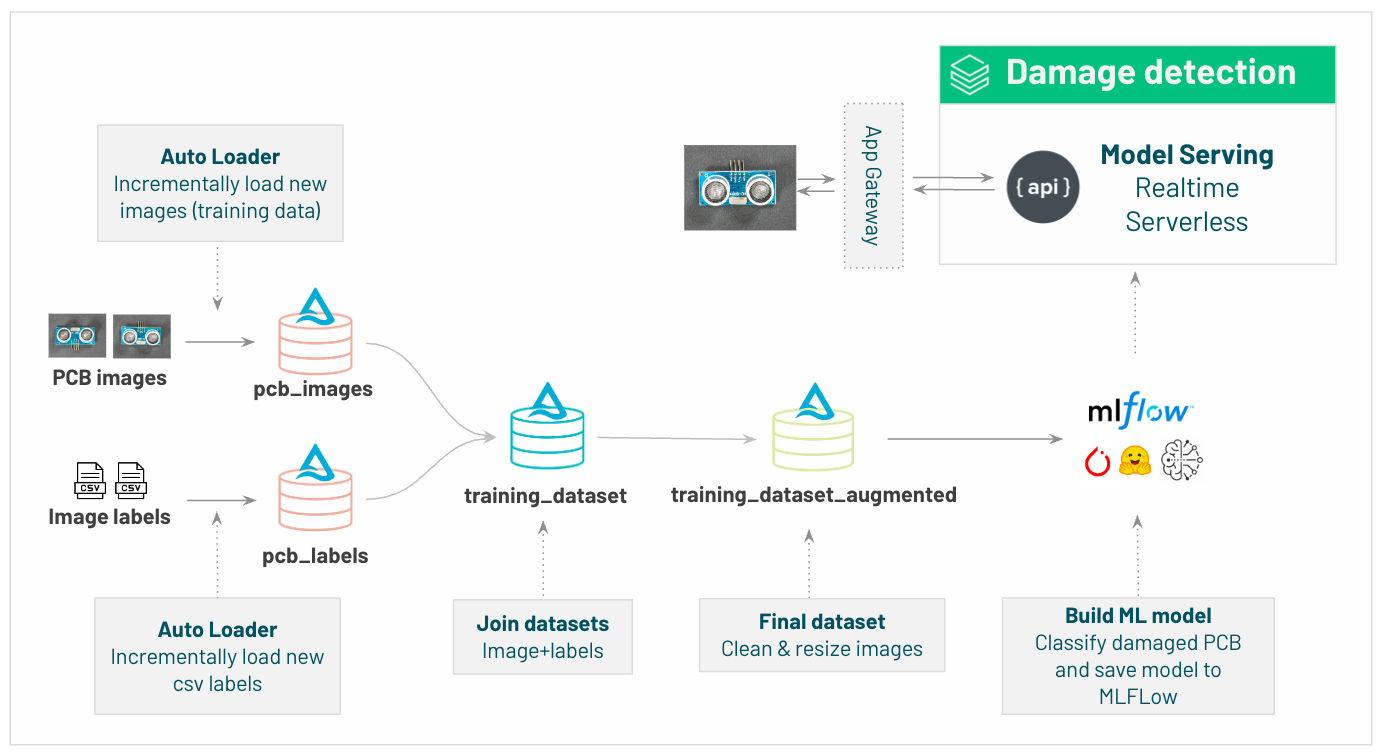 Damage detection
Auto Loader
Incrementally load new
images (training data)
App Gateway
{api}
Model Serving
Realtime
Serverless
PCB images
pcb_images
CSV
CSV
Image labels
pcb_labels
training_dataset
training_dataset_augmented
mlflow™
Auto Loader
Incrementally load new
csv labels
Join datasets
Image+labels
Final dataset
Clean & resize images
Build ML model
Classify damaged PCB
and save model to
MLFLow